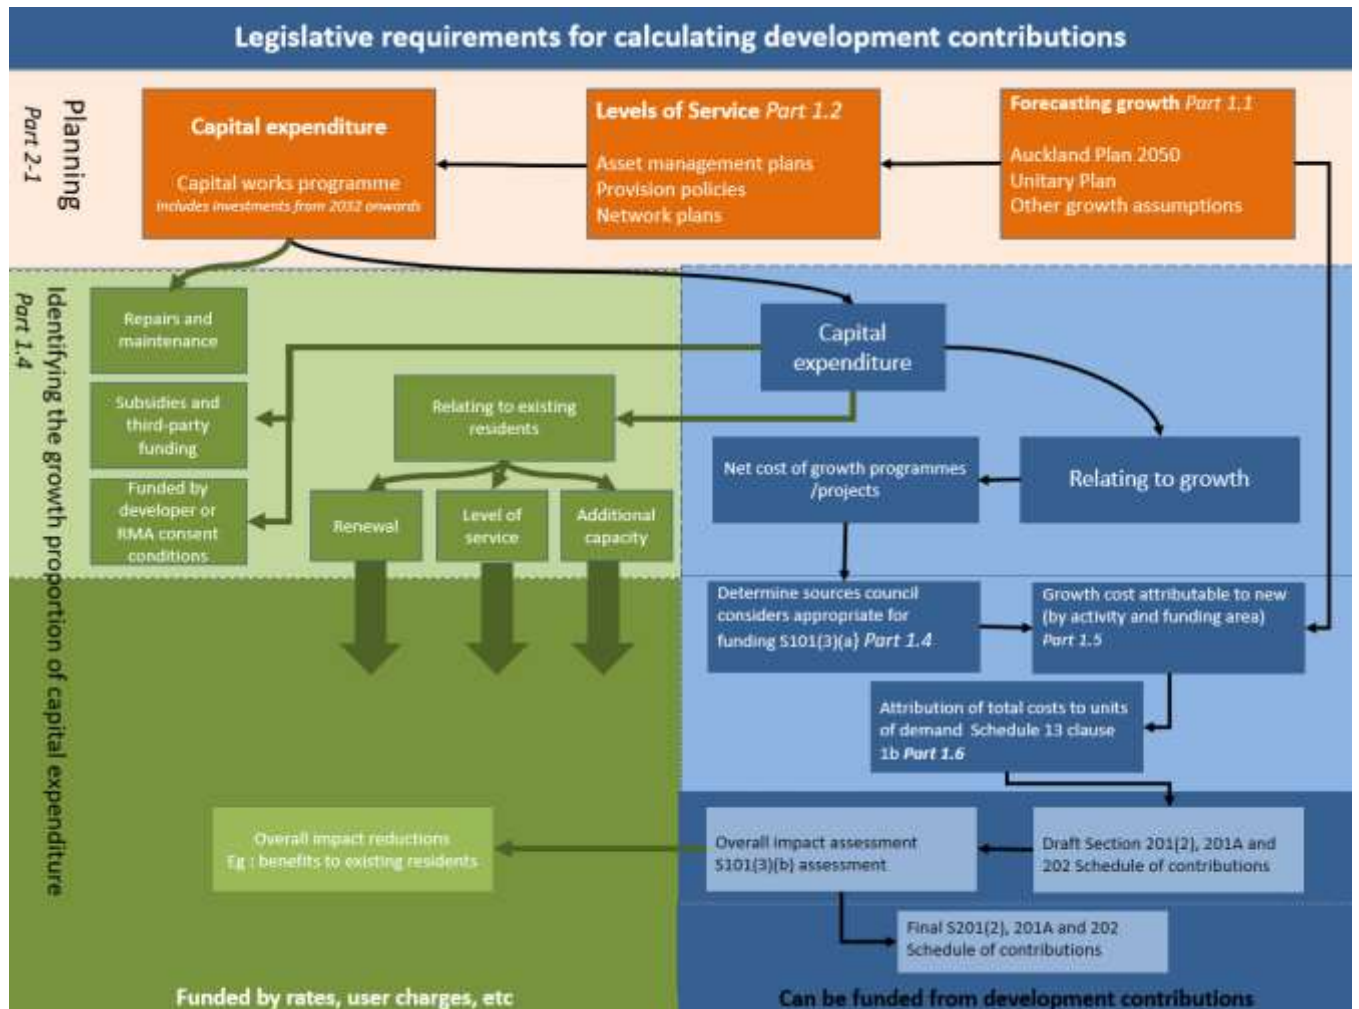 Legislative requirements for calculating development contributions
Planning
Part 2-1
Capital expenditure
Capital works programme
Includes investments from 2032 onwards
Levels of Service Part 1.2
Asset management plans
Provision policies
Network plans
Forecasting growth Part 1.1
Auckland Plan 2050
Unitary Plan
Other growth assumptions
Identifying the growth proportion of capital expenditure
Part 1.4
Repairs and
maintenance
Subsidies and
third-party
funding
Funded by
developer or
RMA consent
conditions
Relating to existing
residents
Renewal
Level of
service
Additional
capacity
Capital
expenditure
Net cost of growth programmes
/projects
Relating to growth
Determine sources council
considers appropriate for
funding S101(3)(a) Part 1.4
Growth cost attributable to new
(by activity and funding area)
Part 1.5
Attribution of total costs to units
of demand Schedule 13 clause
1b Part 1.6
Overall impact reductions
Eg : benefits to existing residents
Overall impact assessment
S101(3)(b) assessment
Draft Section 201(2), 201A and
202 Schedule of contributions
Final S201(2), 201A and 202
Schedule of contributions
Funded by rates, user charges, etc
Can be funded from development contributions